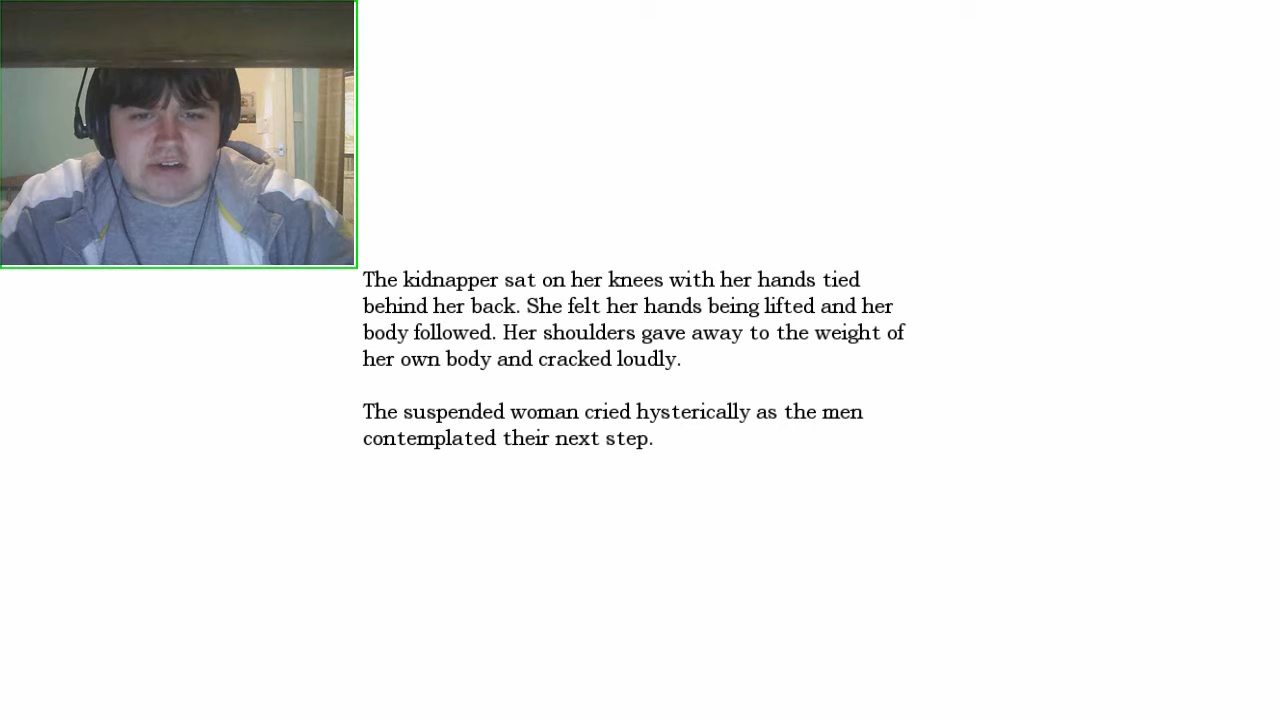 The kidnapper sat on her knees with her hands tied
behind her back. She felt her hands being lifted and her
body followed. Her shoulders gave away to the weight of
her own body and cracked loudly.
The suspended woman cried hysterically as the men
contemplated their next step.